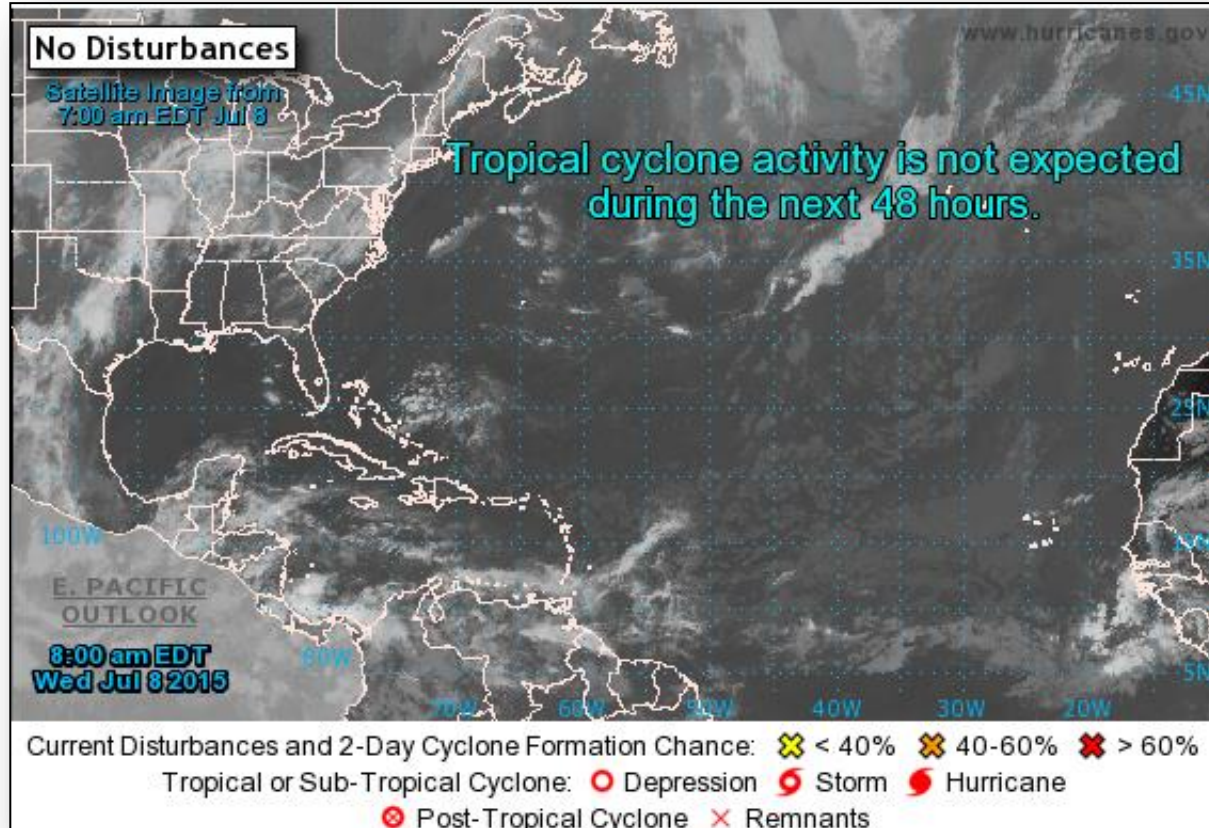 No Disturbances
www.hurricanes.gov
Satellite Image from
7:00 am EDT Jul 8
45N
Tropical cyclone activity is not expected
during the next 48 hours.
35N
25N
100W
E. PACIFIC
OUTLOOK
8:00 am EDT
Wed Jul 8 2015
5N
70W 60W 50W 40W 30W 20W
Current Disturbances and 2-Day Cyclone Formation Chance: < 40% 40-60% > 60%
Tropical or Sub-Tropical Cyclone: Depression Storm Hurricane
Post-Tropical Cyclone Remnants